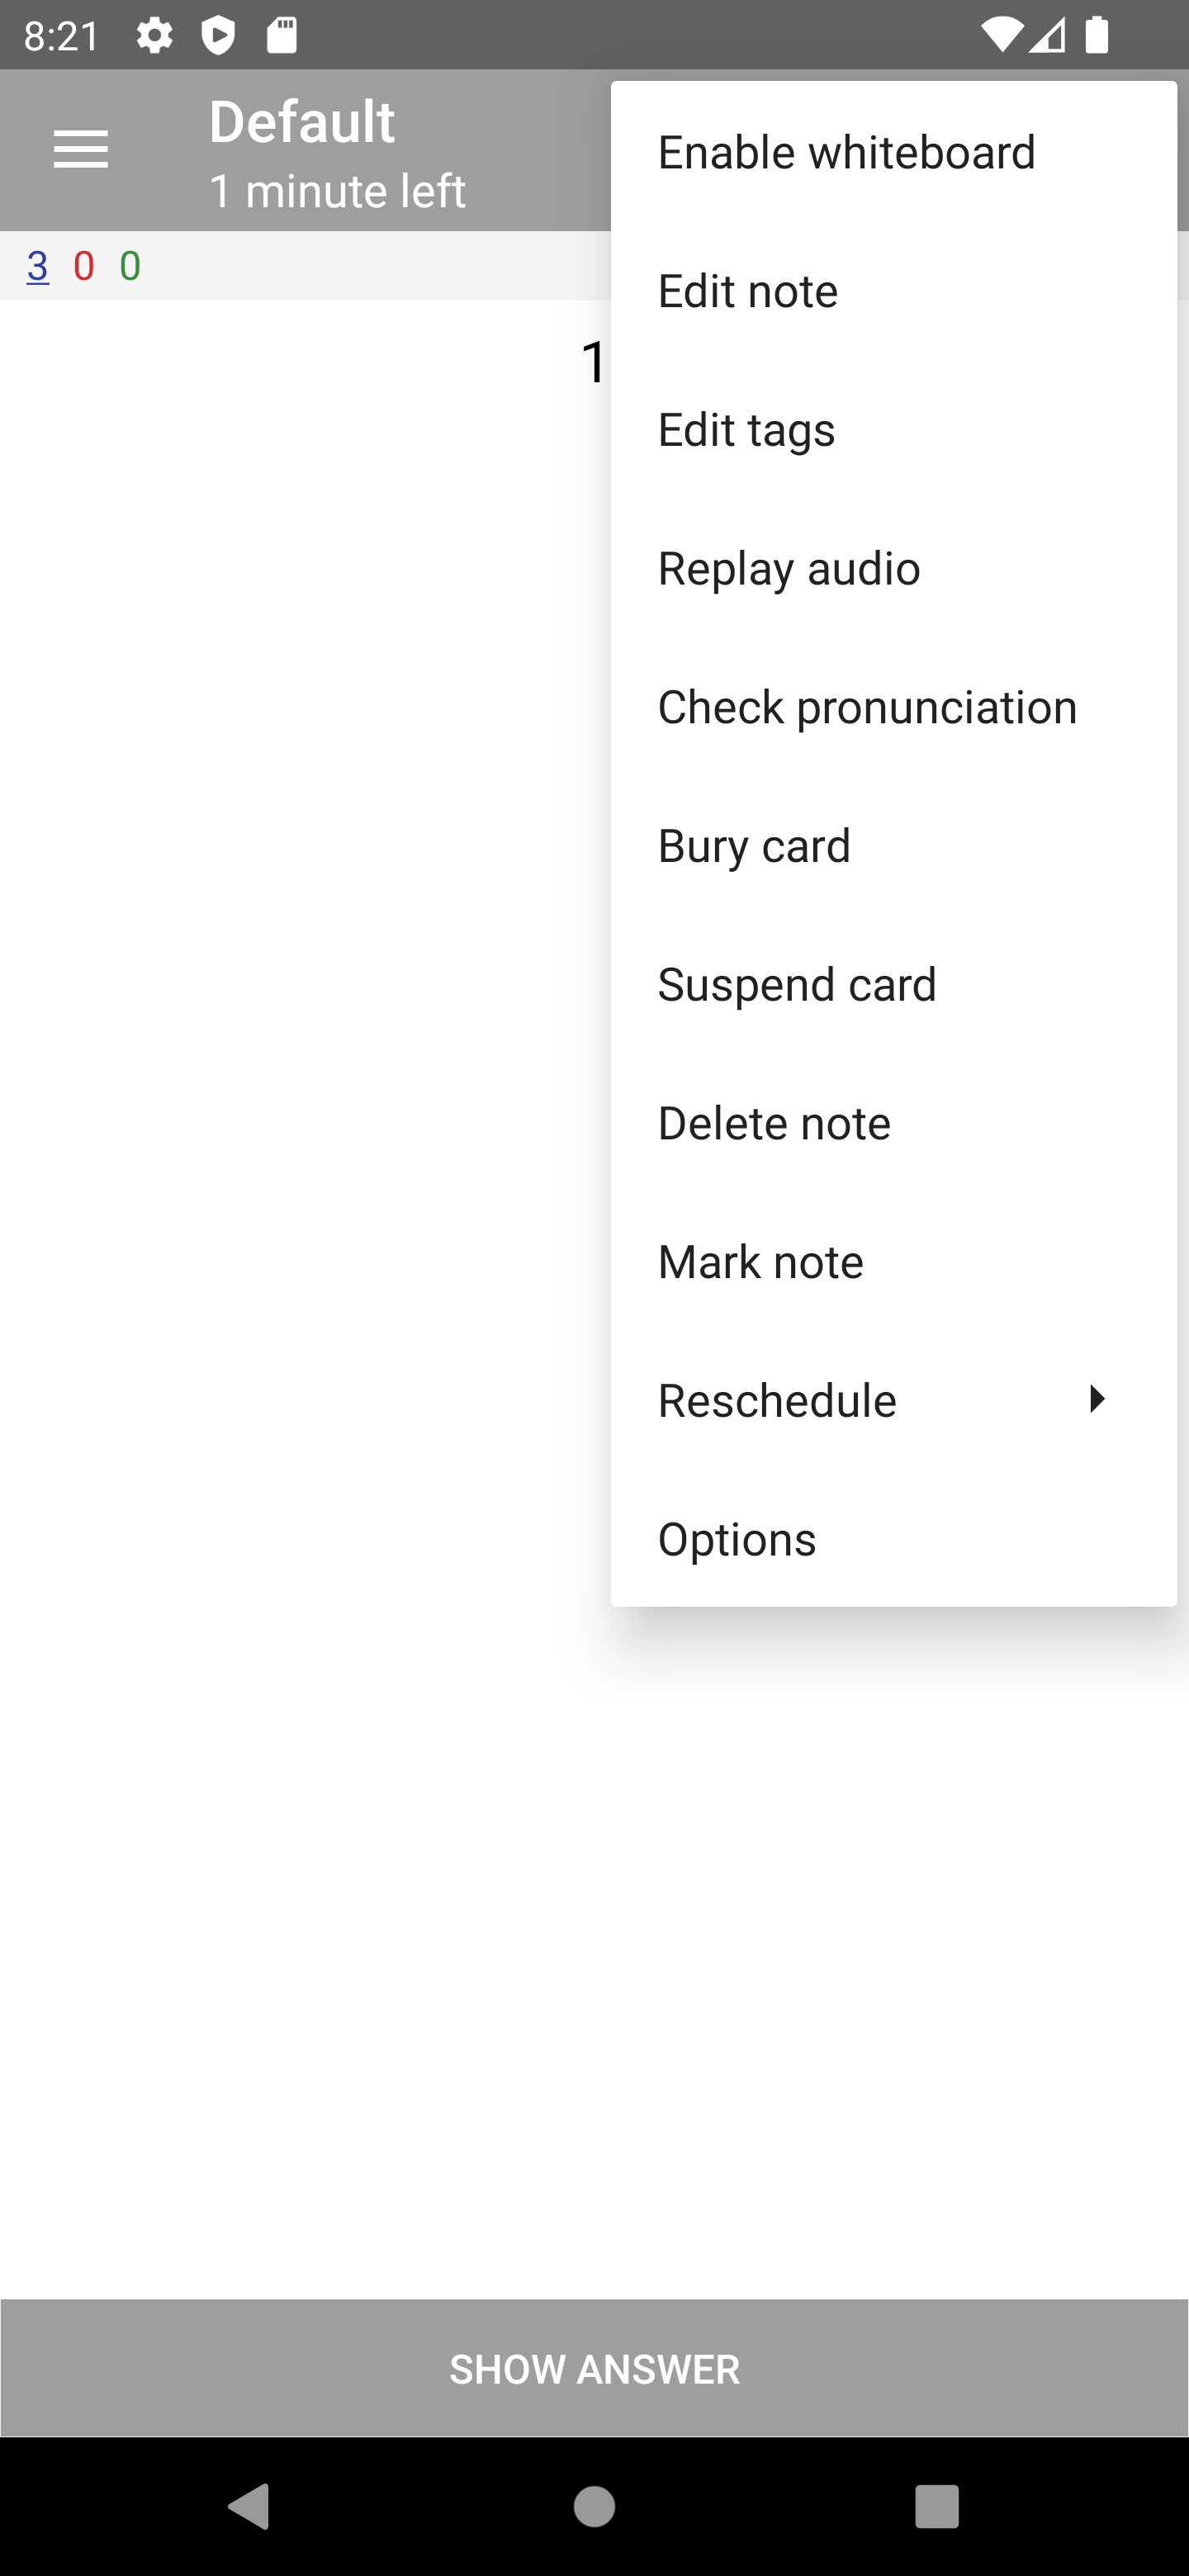 8:21
Default
1 minute left
3 0 0
1
Enable whiteboard
Edit note
Edit tags
Replay audio
Check pronunciation
Bury card
Suspend card
Delete note
Mark note
Reschedule
Options
SHOW ANSWER